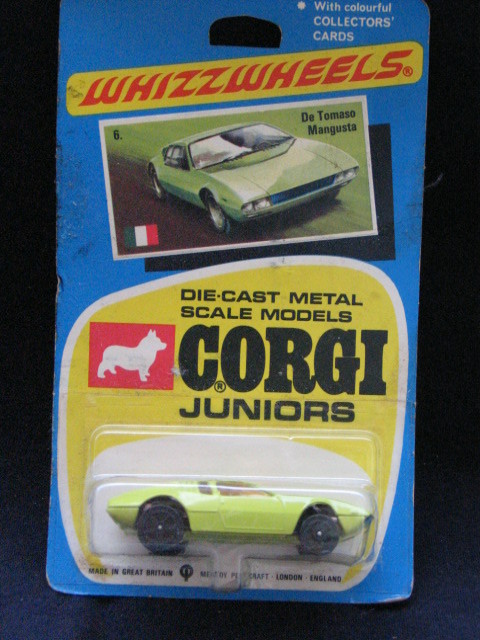 • With colourful
COLLECTORS'
CARDS
WHIZZWHEELS®
6.
De Tomaso
Mangusta
DIE-CAST METAL
SCALE MODELS
CORGI®
JUNIORS
MADE IN GREAT BRITAIN
LONDON · ENGLAND